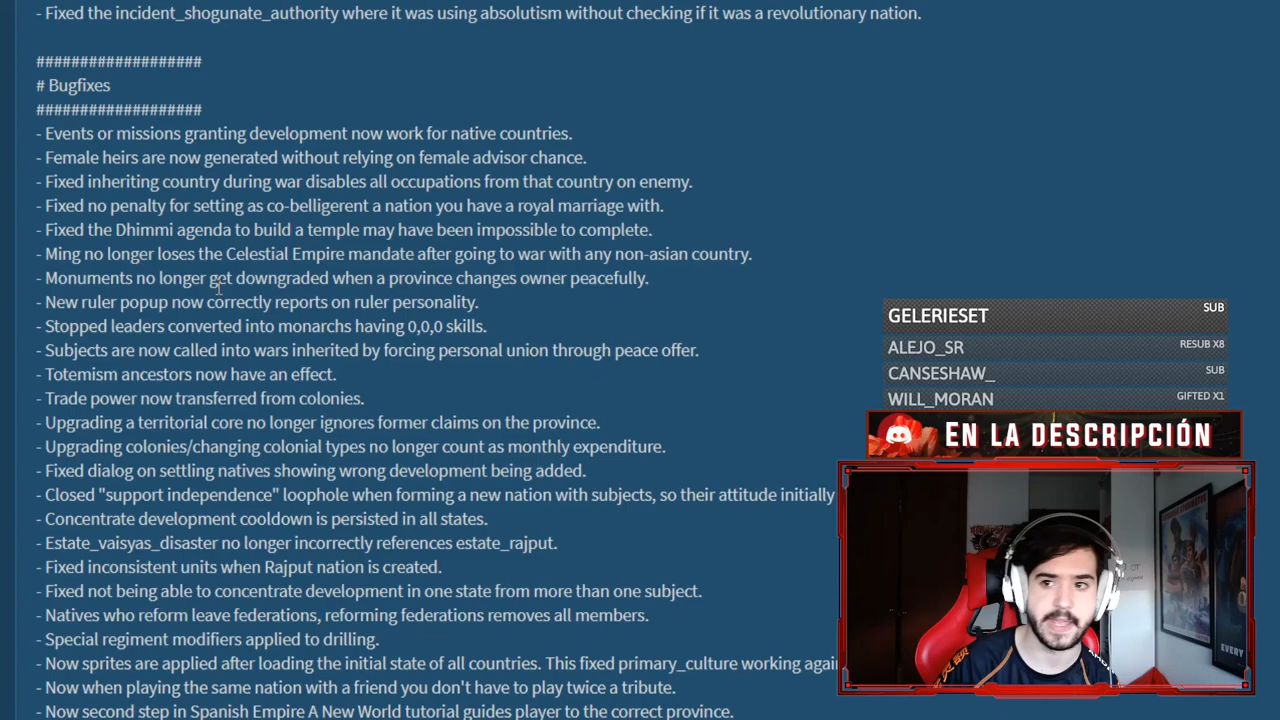 - Fixed the incident_shogunate_authority where it was using absolutism without checking if it was a revolutionary nation.
###################
# Bugfixes
###################
- Events or missions granting development now work for native countries.
- Female heirs are now generated without relying on female advisor chance.
- Fixed inheriting country during war disables all occupations from that country on enemy.
- Fixed no penalty for setting as co-belligerent a nation you have a royal marriage with.
- Fixed the Dhimmi agenda to build a temple may have been impossible to complete.
- Ming no longer loses the Celestial Empire mandate after going to war with any non-asian country.
- Monuments no longer get downgraded when a province changes owner peacefully.
- New ruler popup now correctly reports on ruler personality.
- Stopped leaders converted into monarchs having 0,0,0 skills.
- Subjects are now called into wars inherited by forcing personal union through peace offer.
- Totemism ancestors now have an effect.
- Trade power now transferred from colonies.
- Upgrading a territorial core no longer ignores former claims on the province.
- Upgrading colonies/changing colonial types no longer count as monthly expenditure.
- Fixed dialog on settling natives showing wrong development being added.
- Closed "support independence" loophole when forming a new nation with subjects, so their attitude initially
- Concentrate development cooldown is persisted in all states.
- Estate_vaisyas_disaster no longer incorrectly references estate_rajput.
- Fixed inconsistent units when Rajput nation is created.
- Fixed not being able to concentrate development in one state from more than one subject.
- Natives who reform leave federations, reforming federations removes all members.
- Special regiment modifiers applied to drilling.
- Now sprites are applied after loading the initial state of all countries. This fixed primary_culture working agai
- Now when playing the same nation with a friend you don't have to play twice a tribute.
- Now second step in Spanish Empire A New World tutorial guides player to the correct province.
GELERIESET SUB
ALEJO_SR RESUB X8
CANSESHAW_ SUB
WILL_MORAN GIFTED X1
EN LA DESCRIPCIÓN